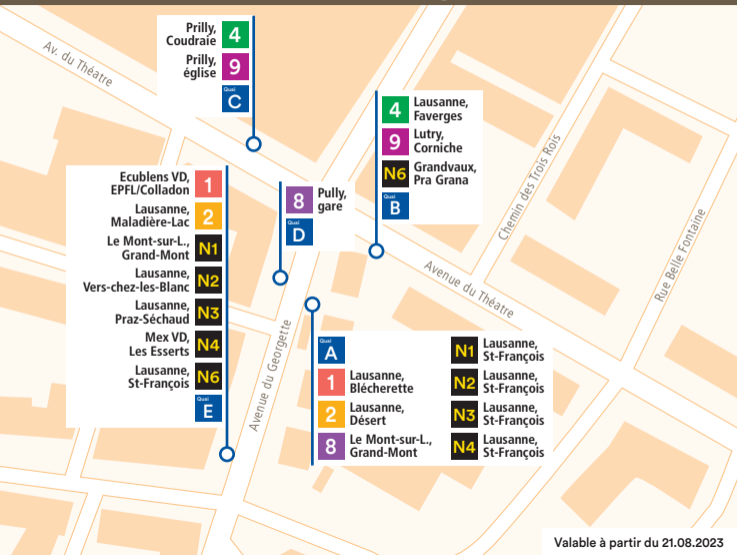 Av. du Théatre
Prilly,
Coudraie
4
Prilly,
église
9
Quai
C
4
Lausanne,
Faverges
9
Lutry,
Corniche
N6
Grandvaux,
Pra Grana
Quai
B
Chemin des Trois Rois
Rue Belle Fontaine
Ecublens VD,
EPFL/Colladon
1
Lausanne,
Maladière-Lac
2
Le Mont-sur-L.,
Grand-Mont
N1
Lausanne,
Vers-chez-les-Blanc
N2
Lausanne,
Praz-Séchaud
N3
Mex VD,
Les Esserts
N4
Lausanne,
St-François
N6
Quai
E
8
Pully,
gare
Quai
D
Avenue du Théatre
Avenue du Georgette
Quai
A
1
Lausanne,
Blécherette
2
Lausanne,
Désert
8
Le Mont-sur-L.,
Grand-Mont
N1
Lausanne,
St-François
N2
Lausanne,
St-François
N3
Lausanne,
St-François
N4
Lausanne,
St-François
Valable à partir du 21.08.2023